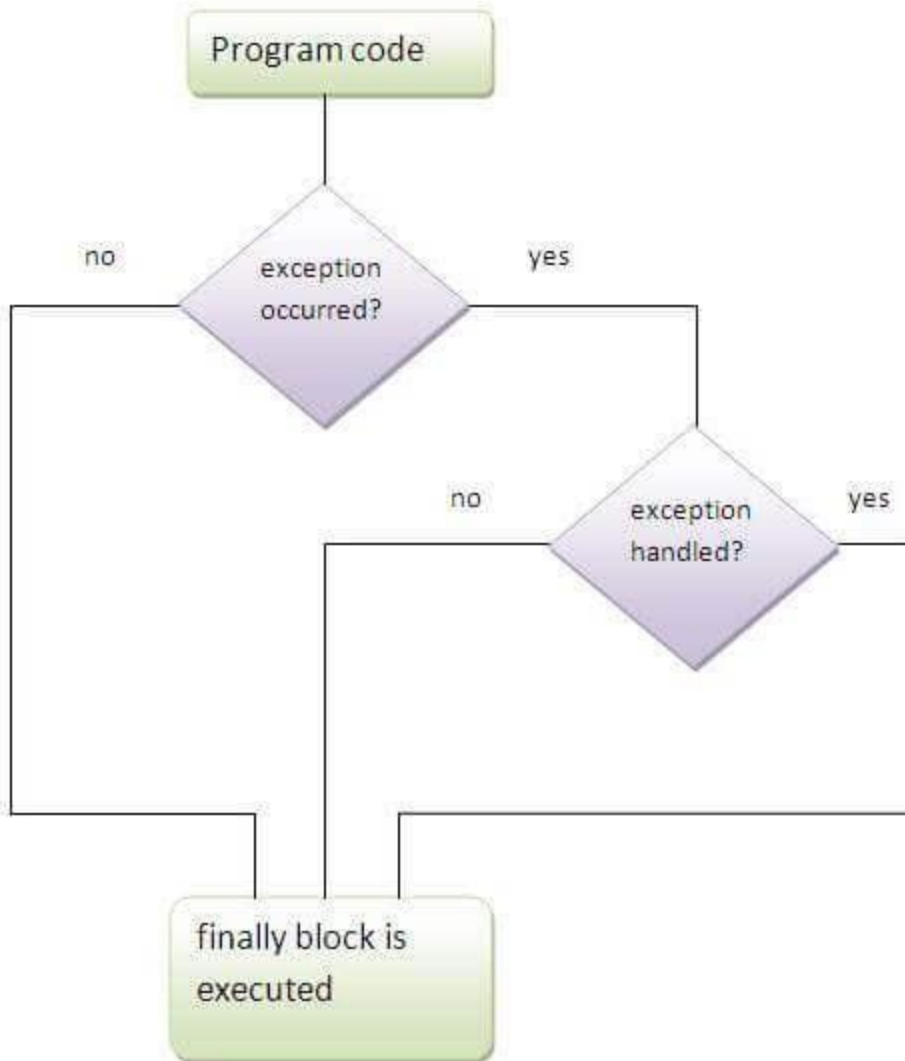 Program code
no
yes
exception
occurred?
no
yes
exception
handled?
finally block is
executed